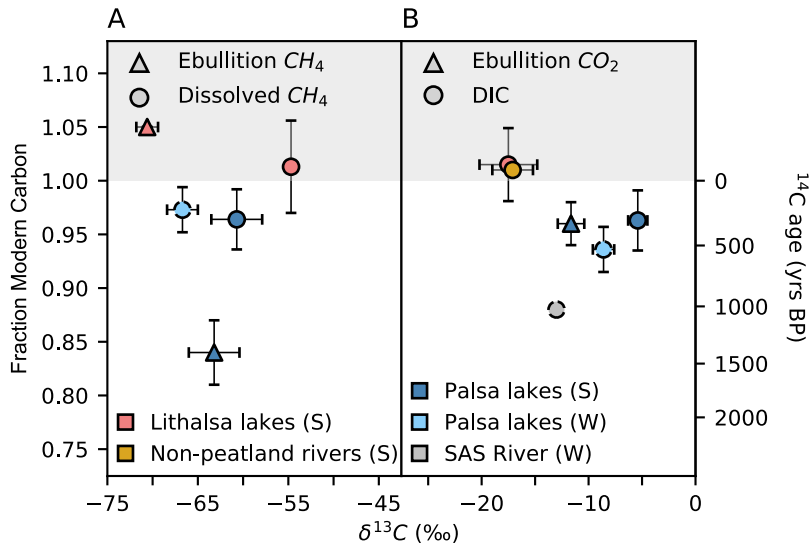 A
B
Ebullition CH4
Dissolved CH4
Ebullition CO2
DIC
1.10
1.05
1.00
0.95
0.90
0.85
0.80
0.75
Fraction Modern Carbon
0
500
1000
1500
2000
14C age (yrs BP)
Lithalsa lakes (S)
Non-peatland rivers (S)
Palsa lakes (S)
Palsa lakes (W)
SAS River (W)
−75 −65 −55 −45 −20 −10 0
δ13C (‰)